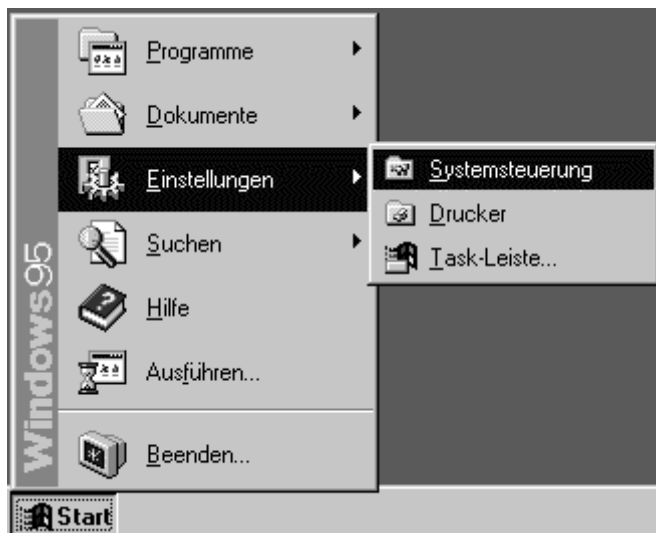 Programme
Dokumente
Einstellungen
Suchen
Hilfe
Ausführen...
Beenden...
Systemsteuerung
Drucker
Task-Leiste...
Windows95
Start